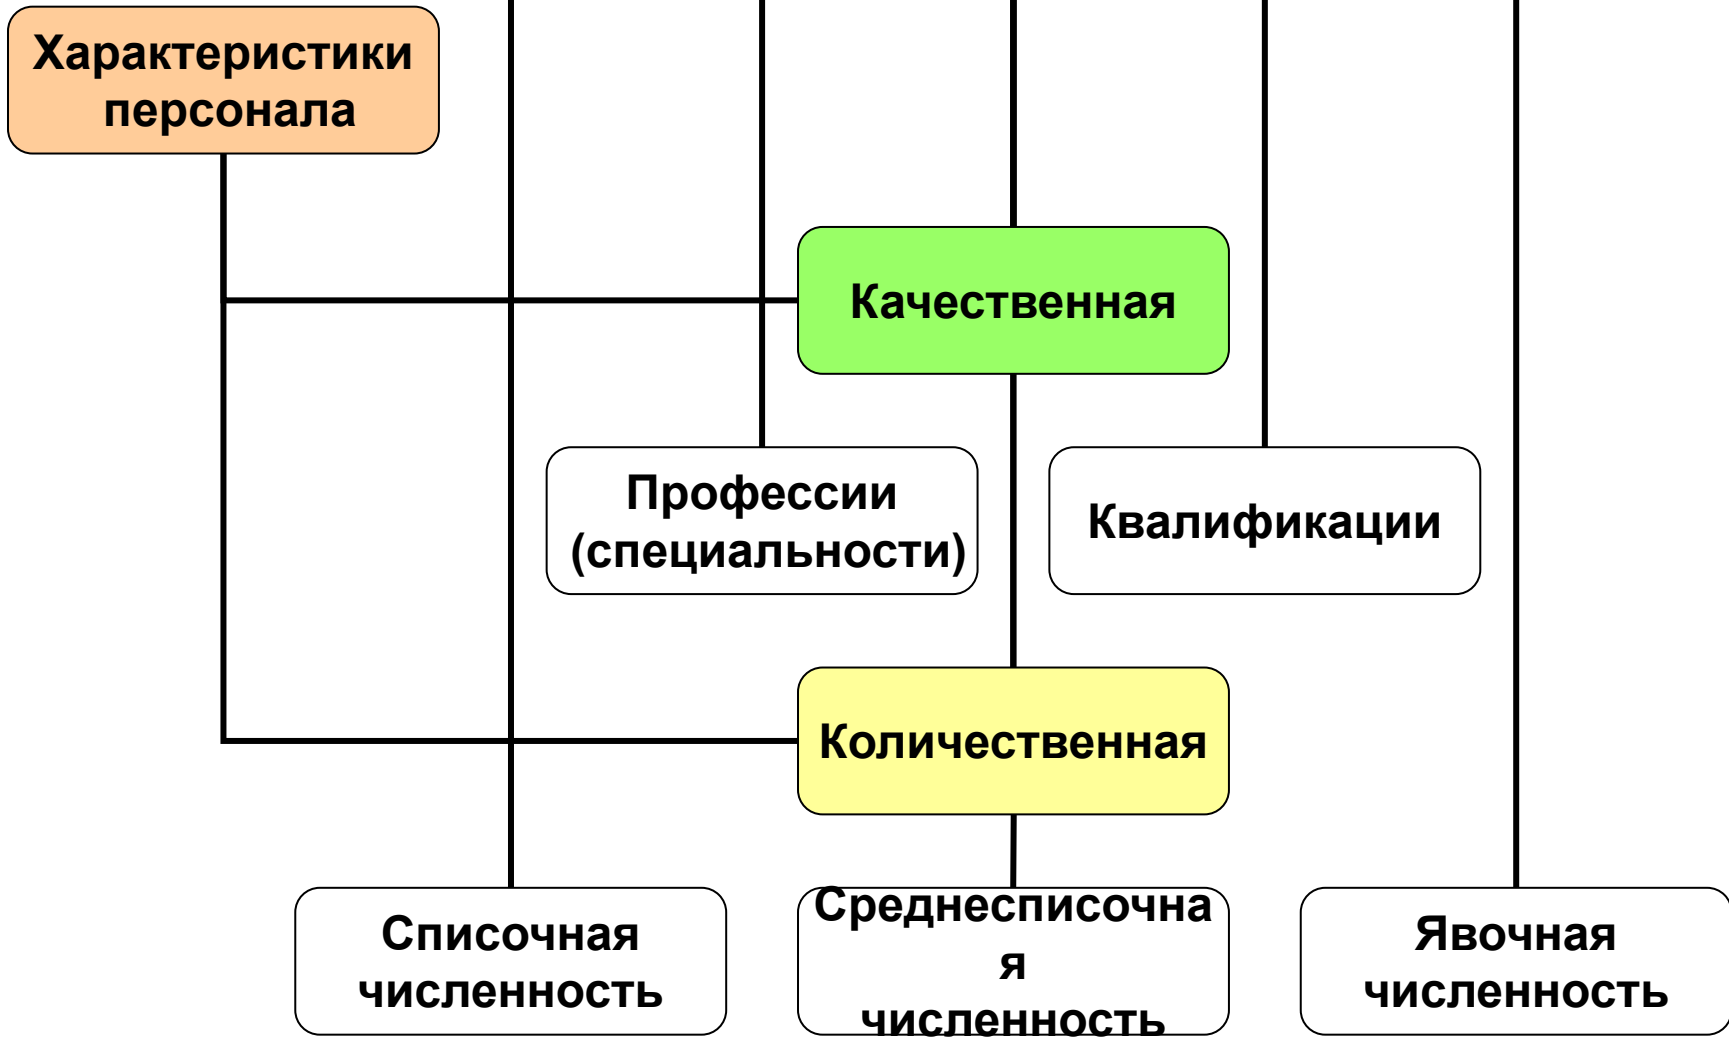 Характеристики
персонала
Качественная
Профессии
(специальности)
Квалификации
Количественная
Списочная
численность
Среднесписочна
я
численность
Явочная
численность